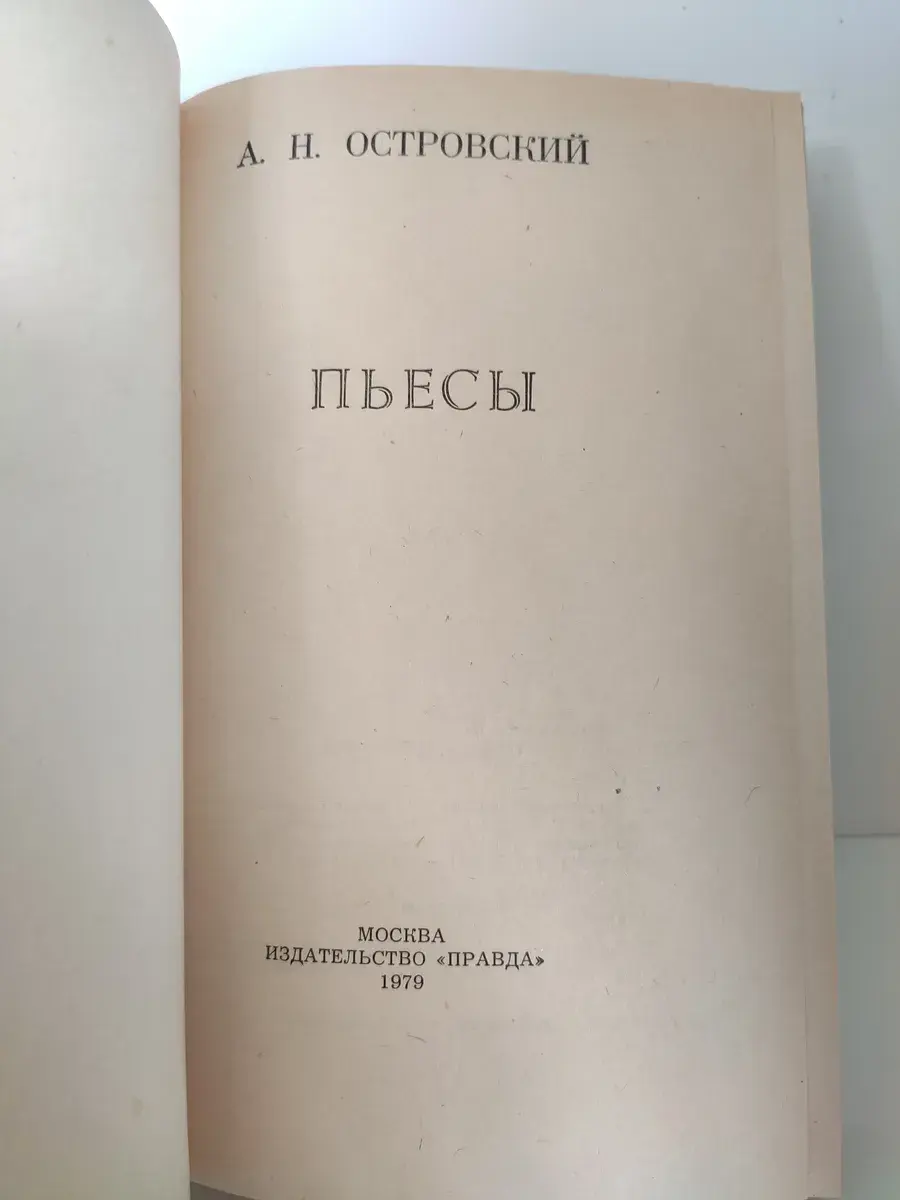 А. Н. ОСТРОВСКИЙ
ПЬЕСЫ
МОСКВА
ИЗДАТЕЛЬСТВО «ПРАВДА»
1979